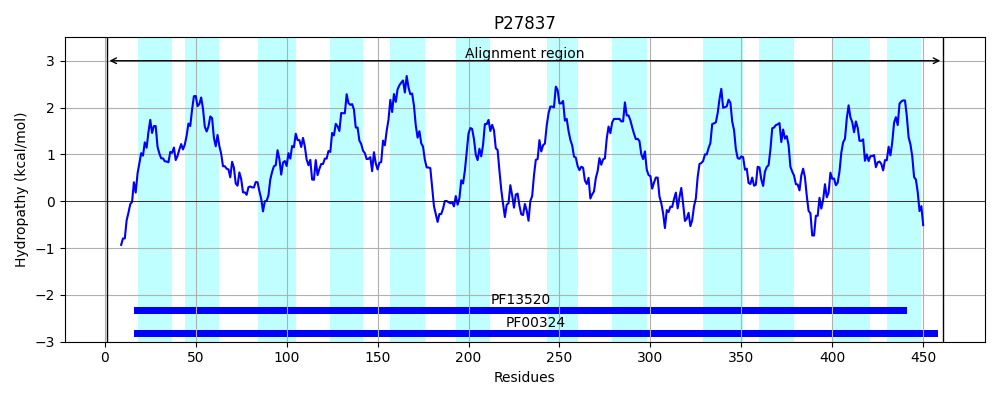 P27837
Alignment region
3
2
1
0
−1
−2
−3
Hydropathy (kcal/mol)
PF13520
PF00324
0 50 100 150 200 250 300 350 400 450
Residues